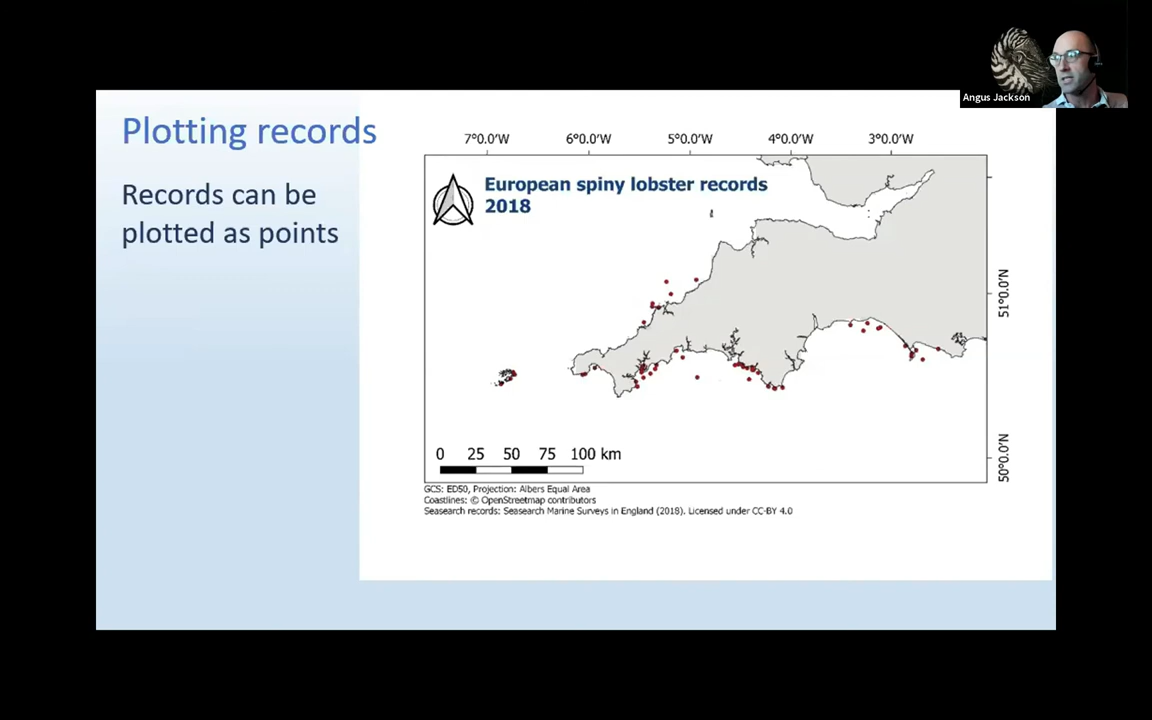 Angus Jackson
Plotting records
Records can be
plotted as points
7°0.0'W 6°0.0'W 5°0.0'W 4°0.0'W 3°0.0'W
European spiny lobster records
2018
51°0.0'N
50°0.0'N
0 25 50 75 100 km
GCS: ED50, Projection: Albers Equal Area
Coastlines: © OpenStreetmap contributors
Seasearch records: Seasearch Marine Surveys in England (2018). Licensed under CC-BY 4.0